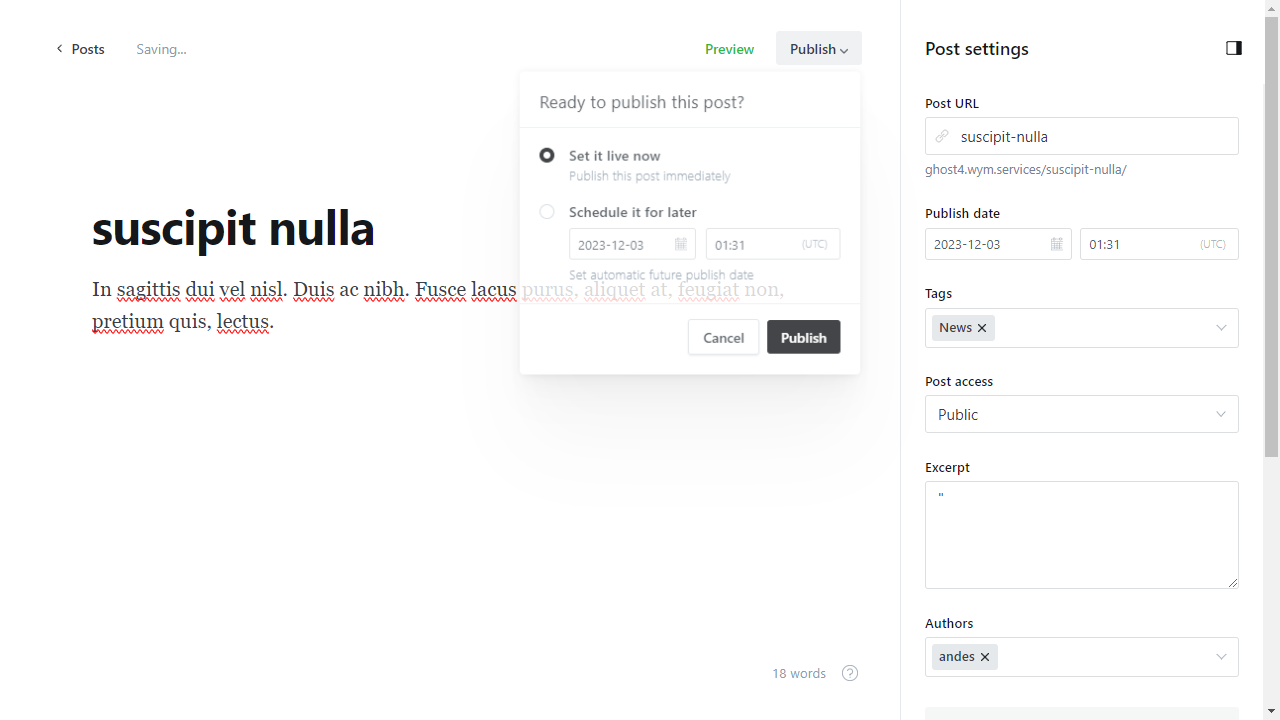 Posts
Saving...
Preview
Publish
Ready to publish this post?
Set it live now
Publish this post immediately
Schedule it for later
2023-12-03
01:31
(UTC)
Set automatic future publish date
Cancel
Publish
suscipit nulla
In sagittis dui vel nisl. Duis ac nibh. Fusce lacus purus, aliquet at, feugiat non,
pretium quis, lectus.
18 words
?
Post settings
Post URL
suscipit-nulla
ghost4.wym.services/suscipit-nulla/
Publish date
2023-12-03
01:31
(UTC)
Tags
News
Post access
Public
Excerpt
"
Authors
andes